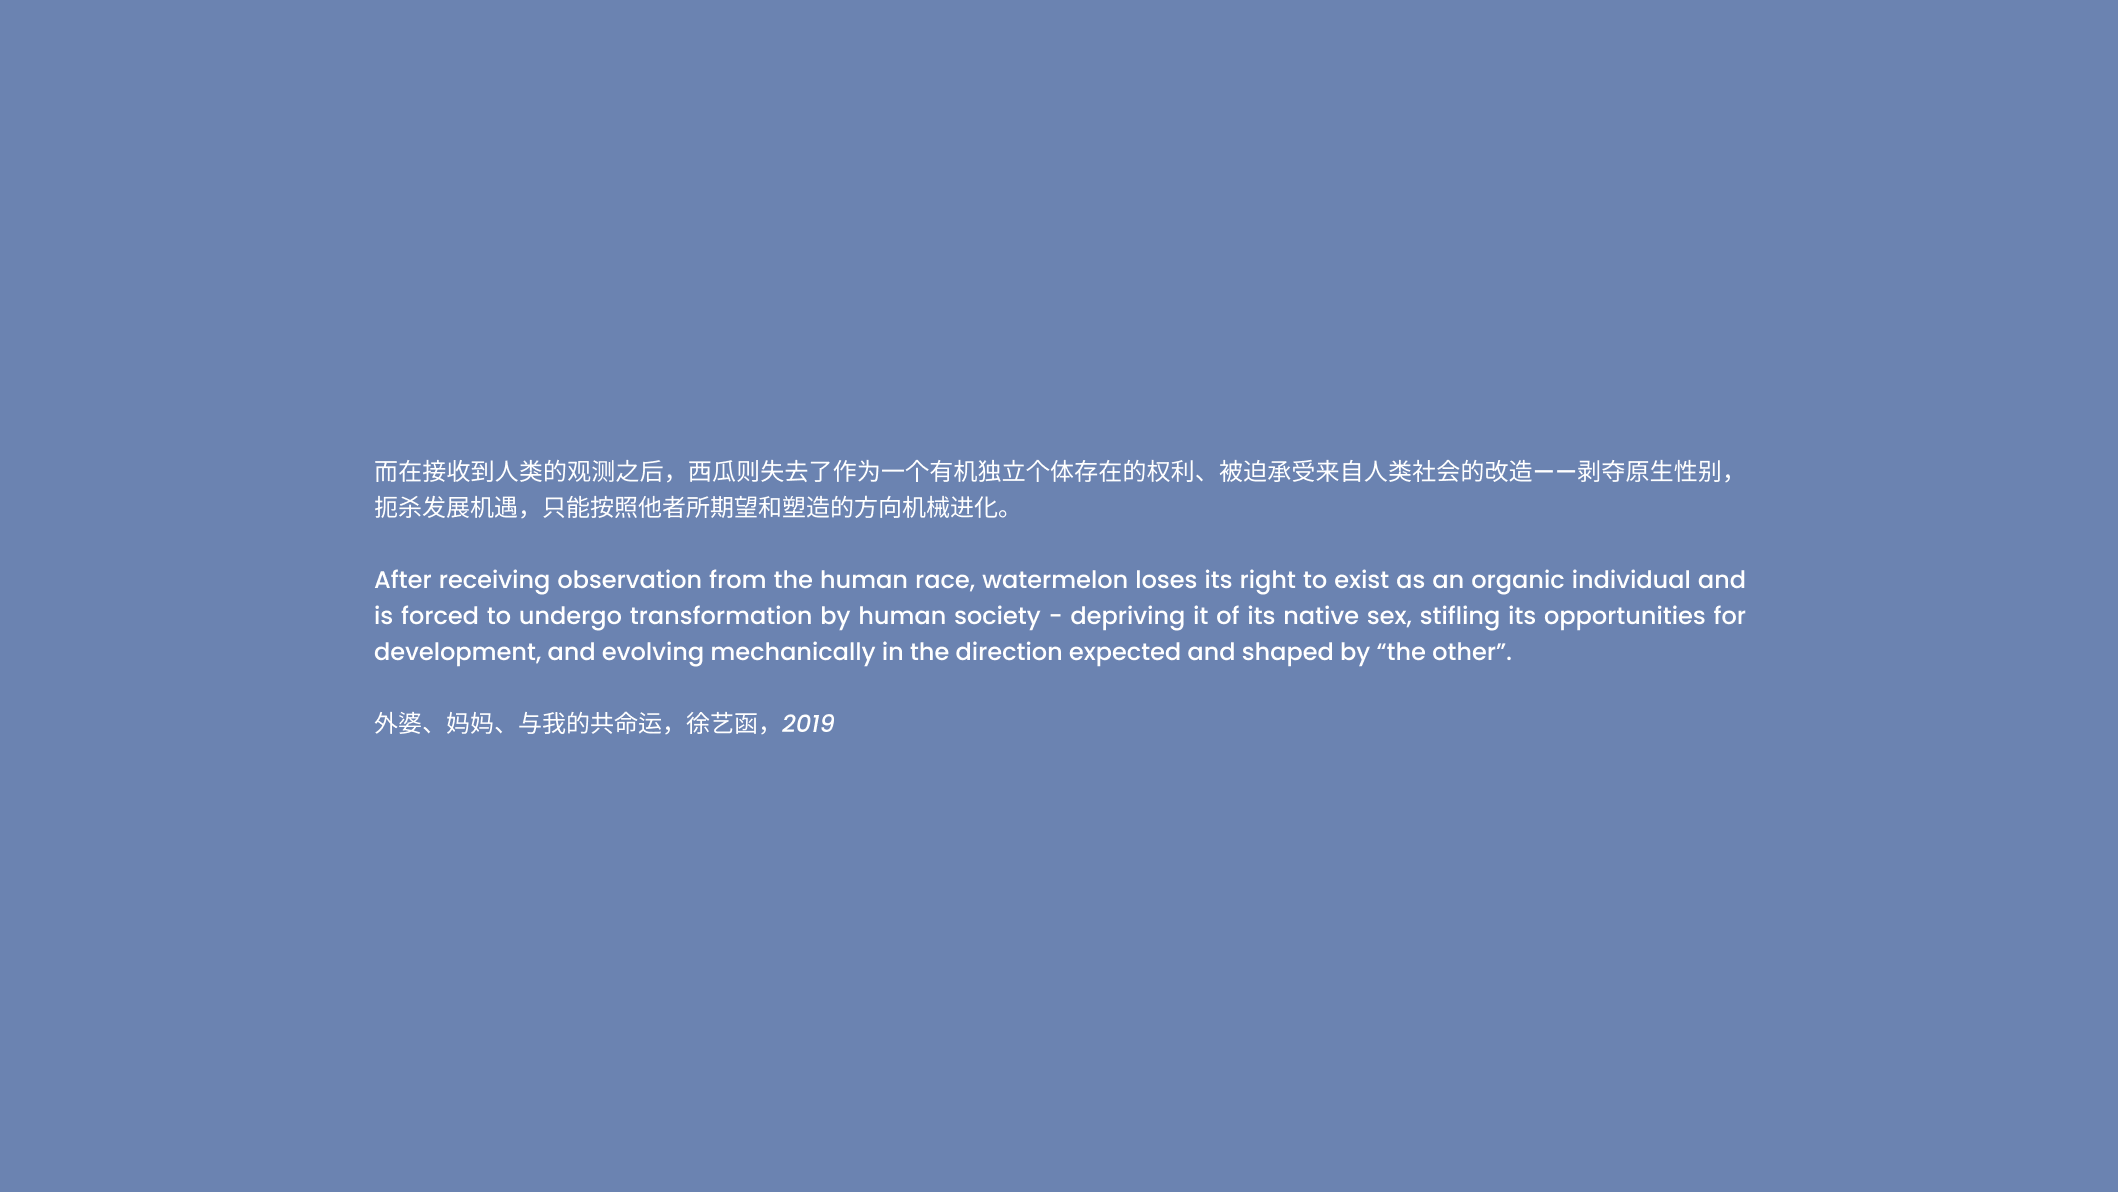 而在接收到人类的观测之后，西瓜则失去了作为一个有机独立个体存在的权利、被迫承受来自人类社会的改造——剥夺原生性别，
扼杀发展机遇，只能按照他者所期望和塑造的方向机械进化。
After receiving observation from the human race, watermelon loses its right to exist as an organic individual and
is forced to undergo transformation by human society - depriving it of its native sex, stifling its opportunities for
development, and evolving mechanically in the direction expected and shaped by “the other”.
外婆、妈妈、与我的共命运，徐艺函，2019